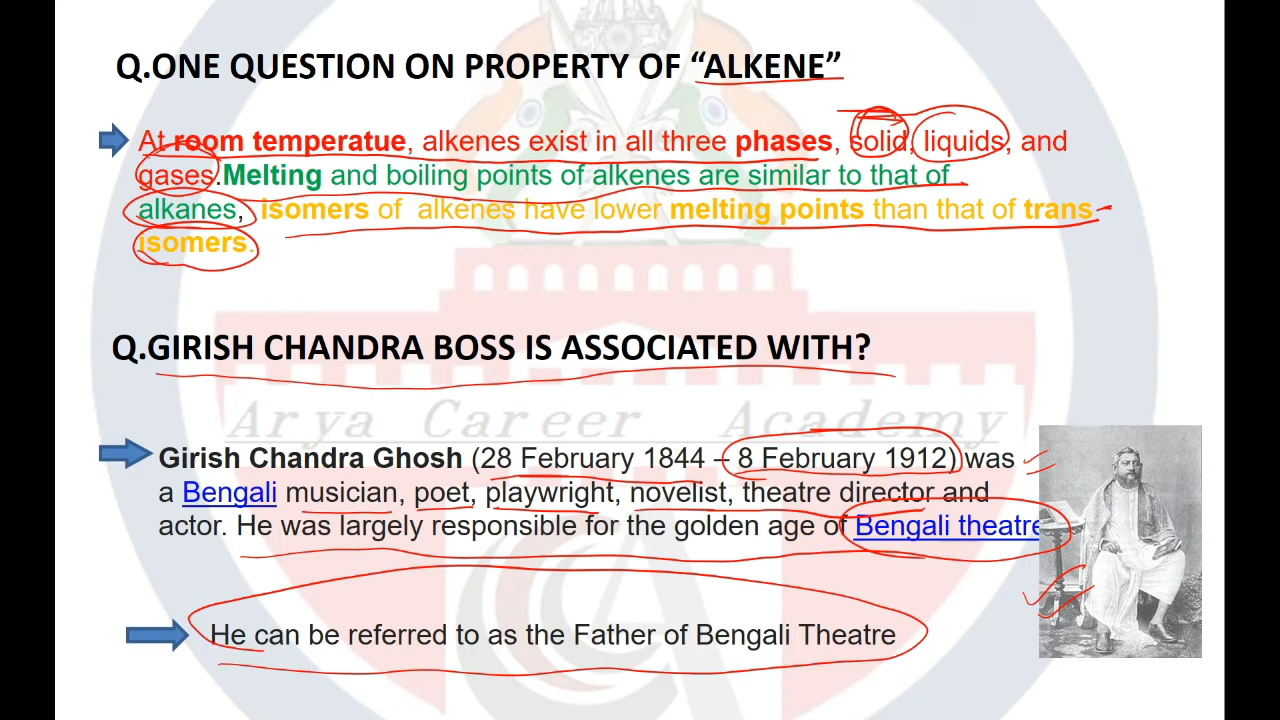 Q.ONE QUESTION ON PROPERTY OF “ALKENE”
At room temperatue, alkenes exist in all three phases, solid, liquids, and
gases.Melting and boiling points of alkenes are similar to that of
alkanes, isomers of alkenes have lower melting points than that of trans-
isomers.
Q.GIRISH CHANDRA BOSS IS ASSOCIATED WITH?
Arya Career Academy
Girish Chandra Ghosh (28 February 1844 – 8 February 1912) was
a Bengali musician, poet, playwright, novelist, theatre director and
actor. He was largely responsible for the golden age of Bengali theatre
He can be referred to as the Father of Bengali Theatre